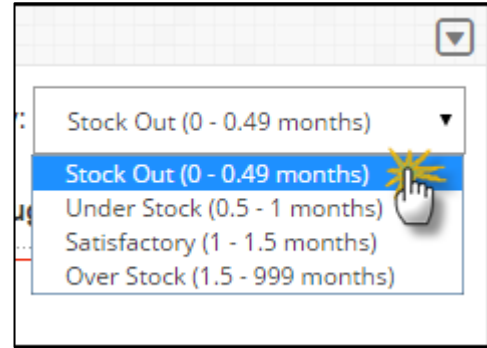 Stock Out (0 - 0.49 months)
Stock Out (0 - 0.49 months)
Under Stock (0.5 - 1 months)
Satisfactory (1 - 1.5 months)
Over Stock (1.5 - 999 months)